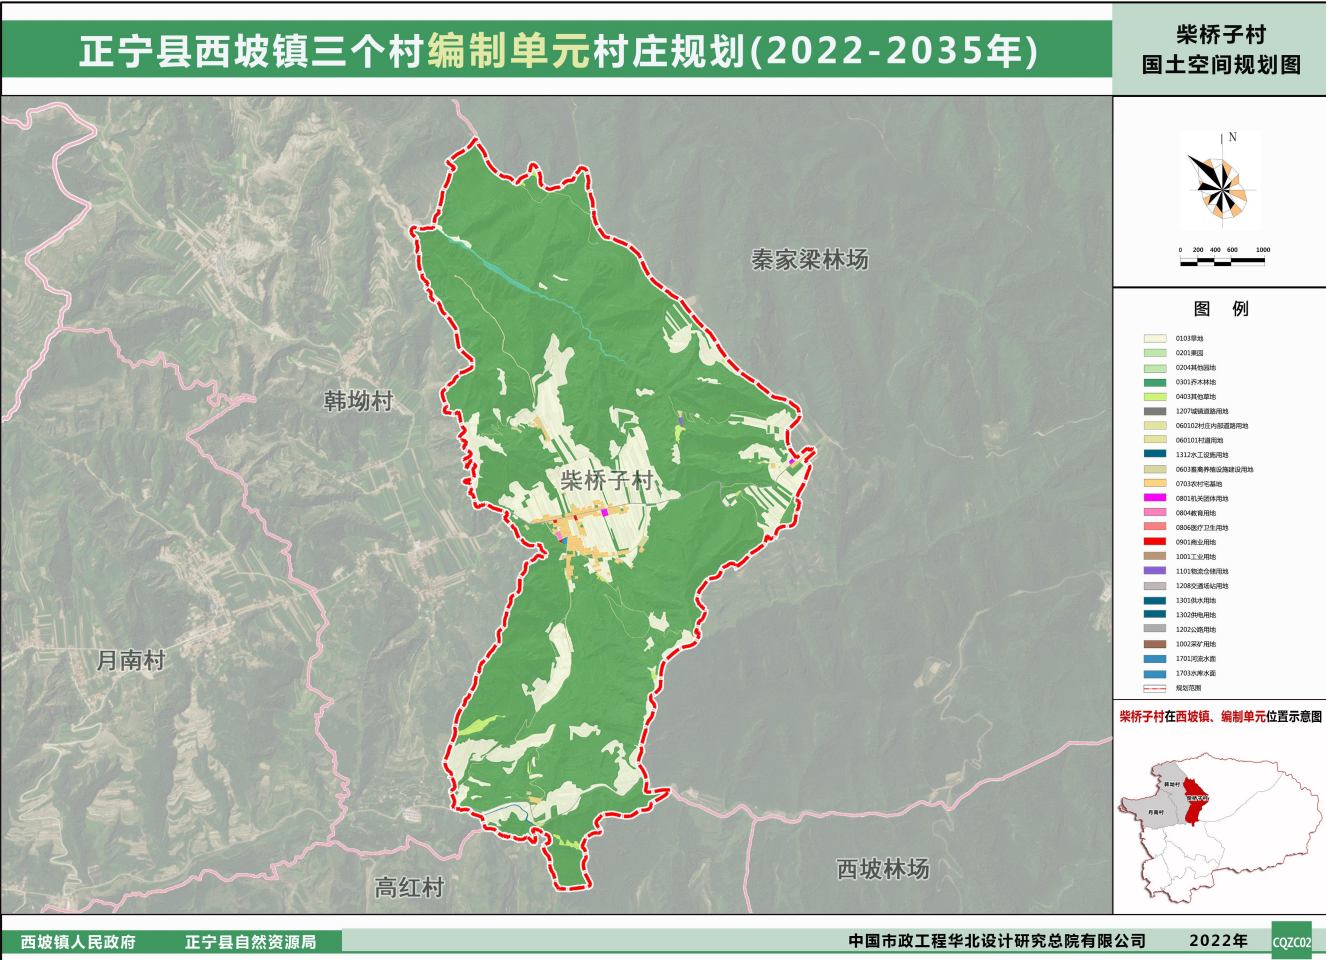 正宁县西坡镇三个村编制单元村庄规划(2022-2035年)
柴桥子村
国土空间规划图
N
0 200 400 600 1000
秦家梁林场
韩坳村
柴桥子村
月南村
高红村
西坡林场
图 例
0103旱地
0201果园
0204其他园地
0301乔木林地
0403其他草地
1207城镇道路用地
060102村庄内部道路用地
060101村道用地
1312水工设施用地
0603畜禽养殖设施建设用地
0703农村宅基地
0801机关团体用地
0804教育用地
0806医疗卫生用地
0901商业用地
1001工业用地
1101物流仓储用地
1208交通场站用地
1301供水用地
1302供电用地
1202公路用地
1002采矿用地
1701河流水面
1703水库水面
规划范围
柴桥子村在西坡镇、编制单元位置示意图
韩坳村
柴桥子村
月南村
西坡镇人民政府 正宁县自然资源局
中国市政工程华北设计研究总院有限公司 2022年
CQZC02